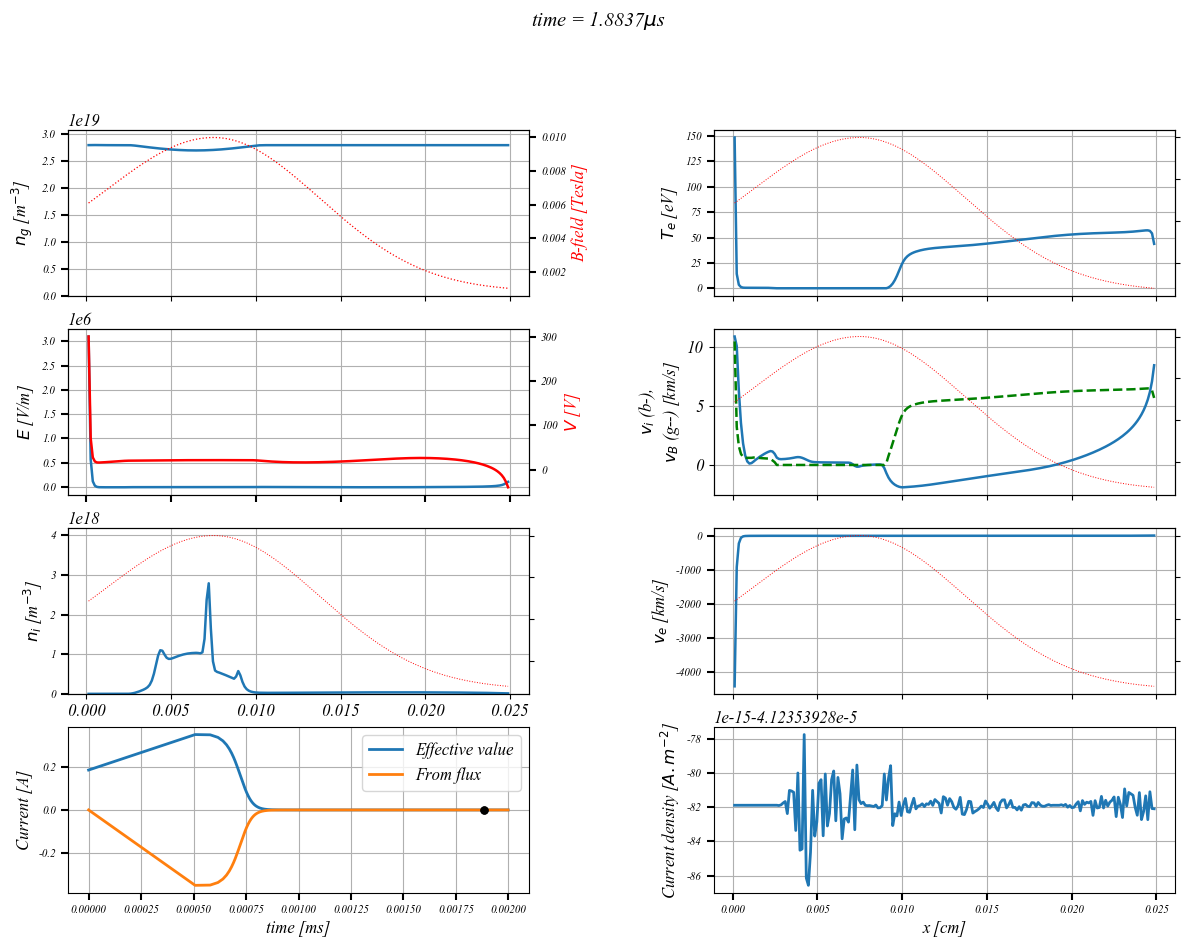 time = 1.8837μs
1e19
3.0
2.5
2.0
1.5
1.0
0.5
0.0
n_g [m⁻³]
0.010
0.008
0.006
0.004
0.002
B-field [Tesla]
150
125
100
75
50
25
0
T_e [eV]
1e6
3.0
2.5
2.0
1.5
1.0
0.5
0.0
E [V/m]
300
200
100
0
V [V]
10
5
0
v_i (b-),
v_B (g--) [km/s]
1e18
4
3
2
1
0
n_i [m⁻³]
0.000 0.005 0.010 0.015 0.020 0.025
0
-1000
-2000
-3000
-4000
v_e [km/s]
0.2
0.0
-0.2
Current [A]
Effective value
From flux
0.00000 0.00025 0.00050 0.00075 0.00100 0.00125 0.00150 0.00175 0.00200
time [ms]
1e-15-4.12353928e-5
-78
-80
-82
-84
-86
Current density [A.m⁻²]
0.000 0.005 0.010 0.015 0.020 0.025
x [cm]